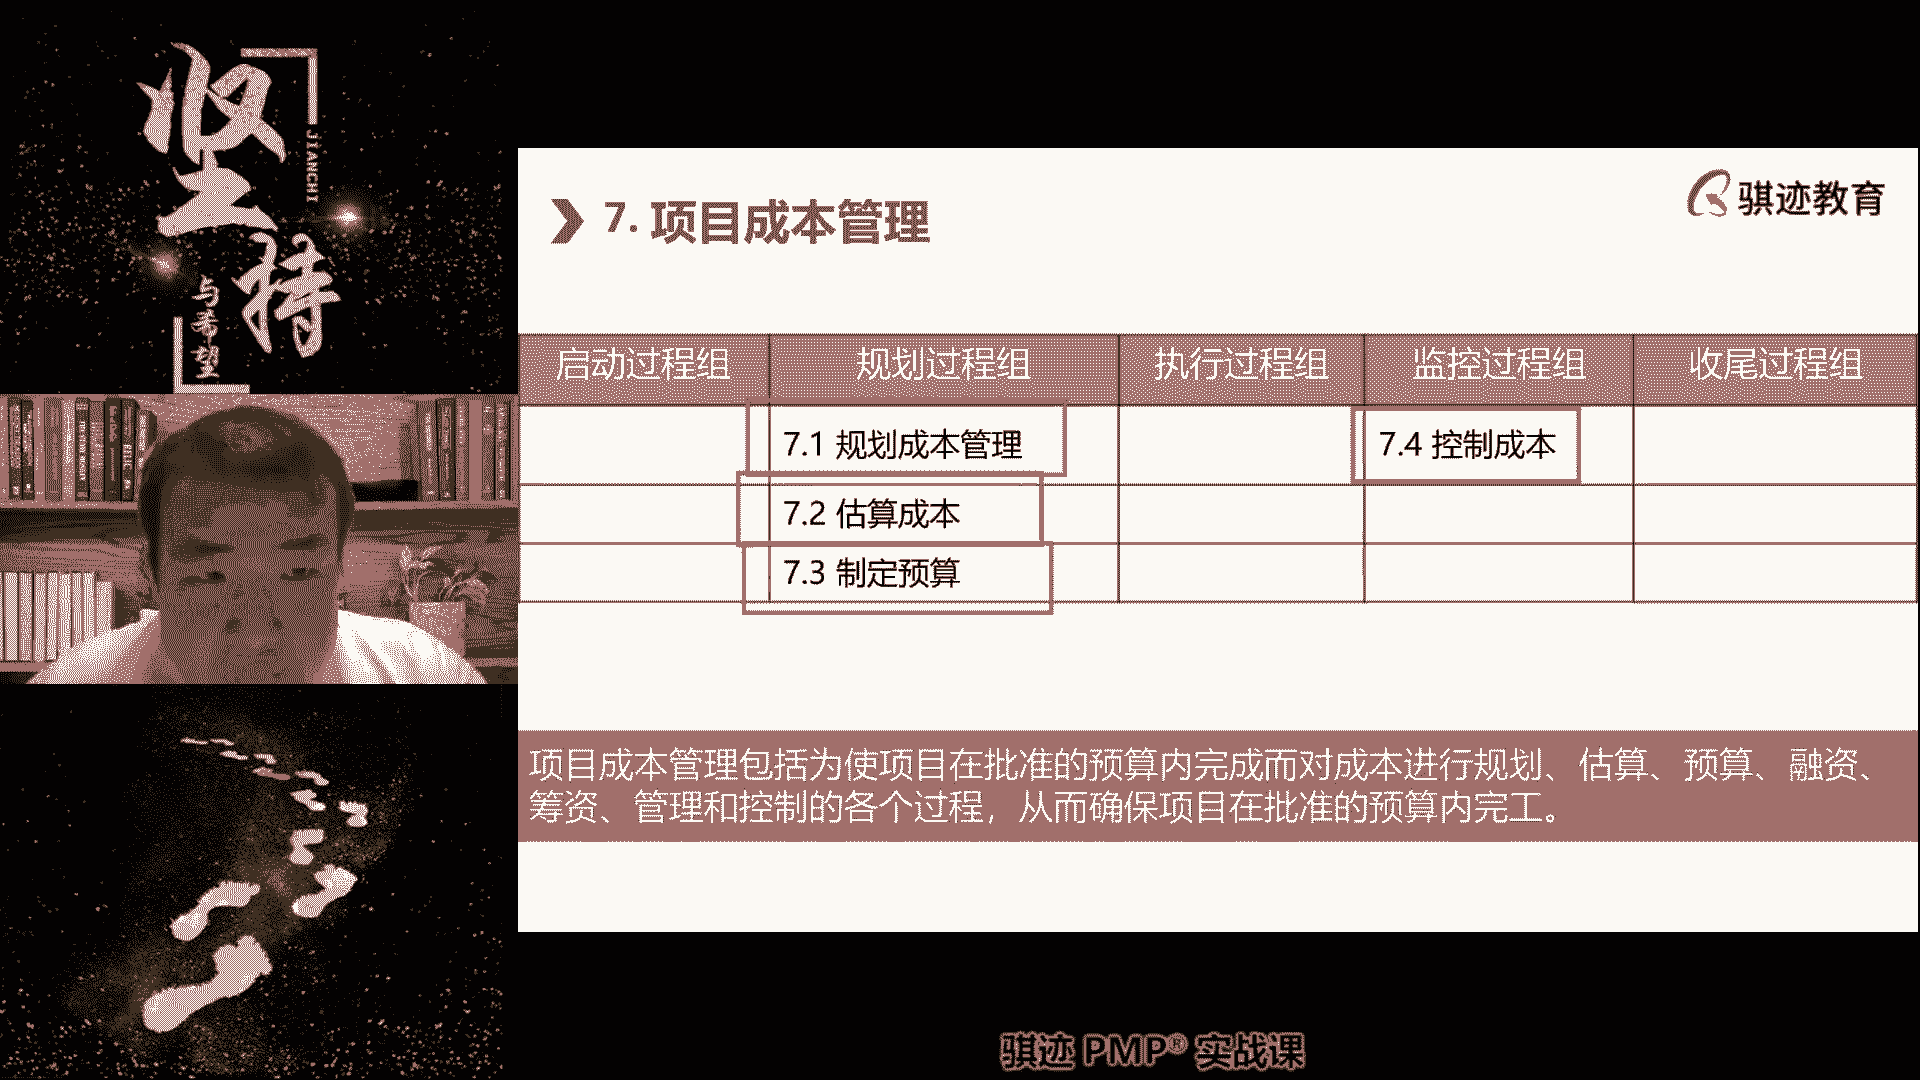 坚持
JIANCHI
与希望
7. 项目成本管理
骐迹教育
启动过程组 规划过程组 执行过程组 监控过程组 收尾过程组
7.1 规划成本管理 7.4 控制成本
7.2 估算成本
7.3 制定预算
项目成本管理包括为使项目在批准的预算内完成而对成本进行规划、估算、预算、融资、
筹资、管理和控制的各个过程，从而确保项目在批准的预算内完工。
骐迹 PMP® 实战课